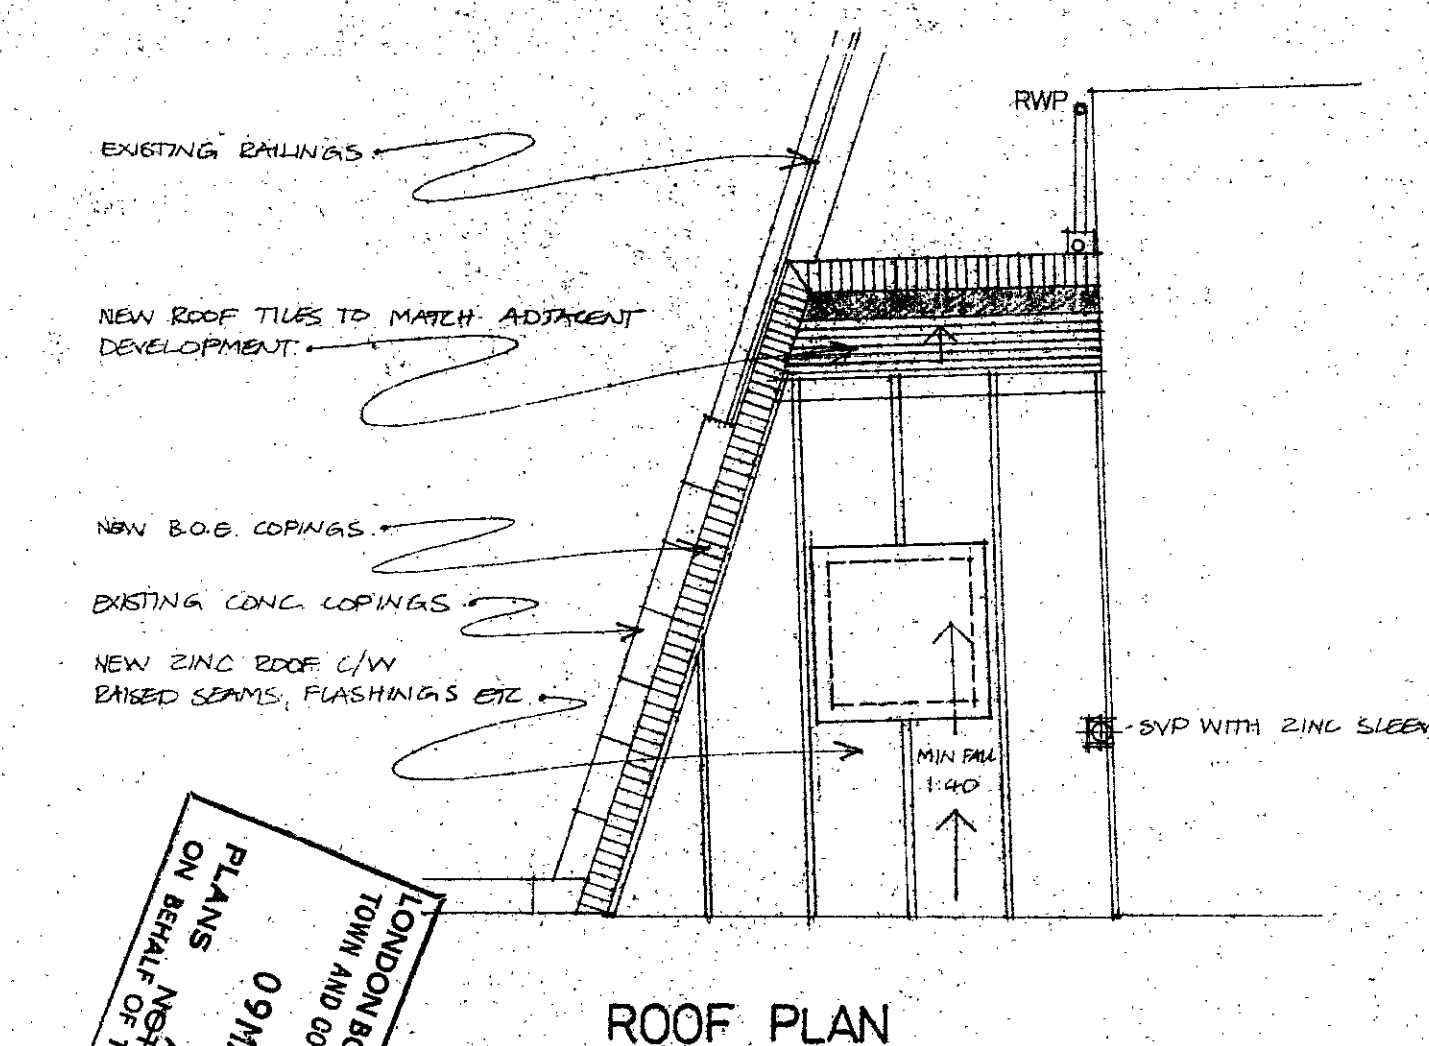 RWP
EXISTING RAILINGS
NEW ROOF TILES TO MATCH ADJACENT
DEVELOPMENT
NEW B.O.E. COPINGS
EXISTING CONC. COPINGS
NEW ZINC ROOF C/W
RAISED SEAMS, FLASHINGS ETC
SVP WITH ZINC SLEEV
MIN FALL
1:40
LONDON BO
TOWN AND CO
09 M
PLANS
ON BEHALF OF T
ROOF PLAN